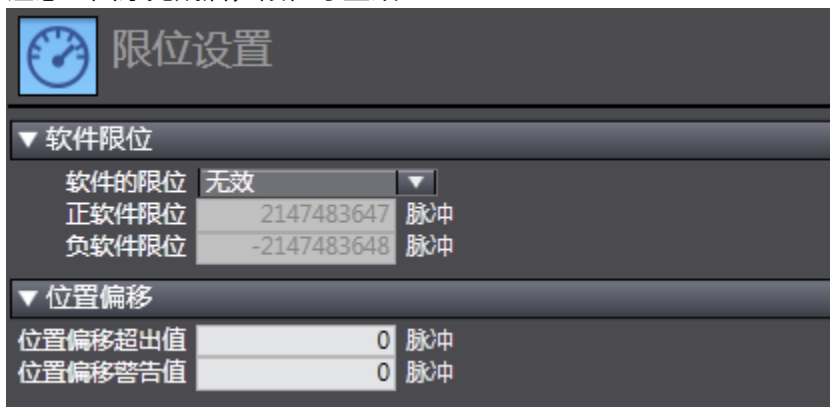 限位设置
▼ 软件限位
软件的限位 无效 ▼
正软件限位 2147483647 脉冲
负软件限位 -2147483648 脉冲
▼ 位置偏移
位置偏移超出值 0 脉冲
位置偏移警告值 0 脉冲